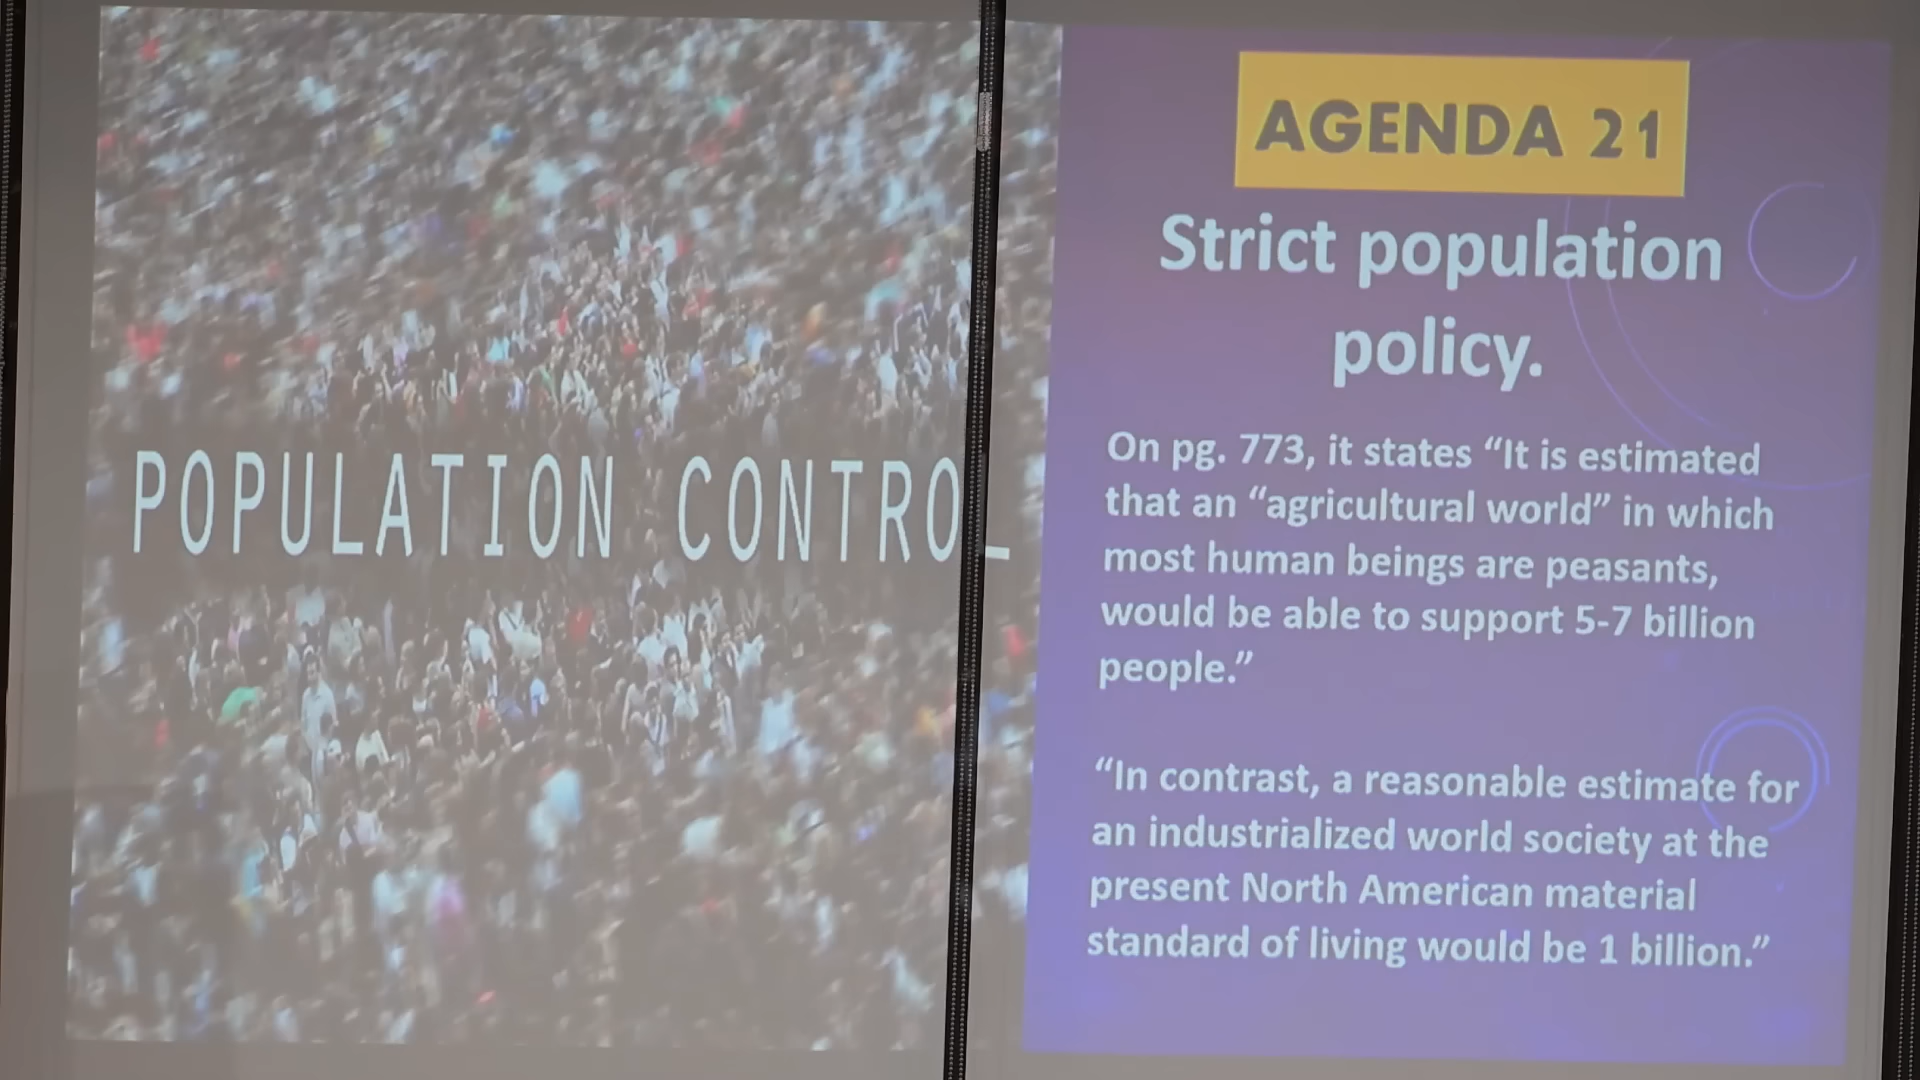 POPULATION CONTROL
AGENDA 21
Strict population
policy.
On pg. 773, it states “It is estimated
that an “agricultural world” in which
most human beings are peasants,
would be able to support 5-7 billion
people.”
“In contrast, a reasonable estimate for
an industrialized world society at the
present North American material
standard of living would be 1 billion.”